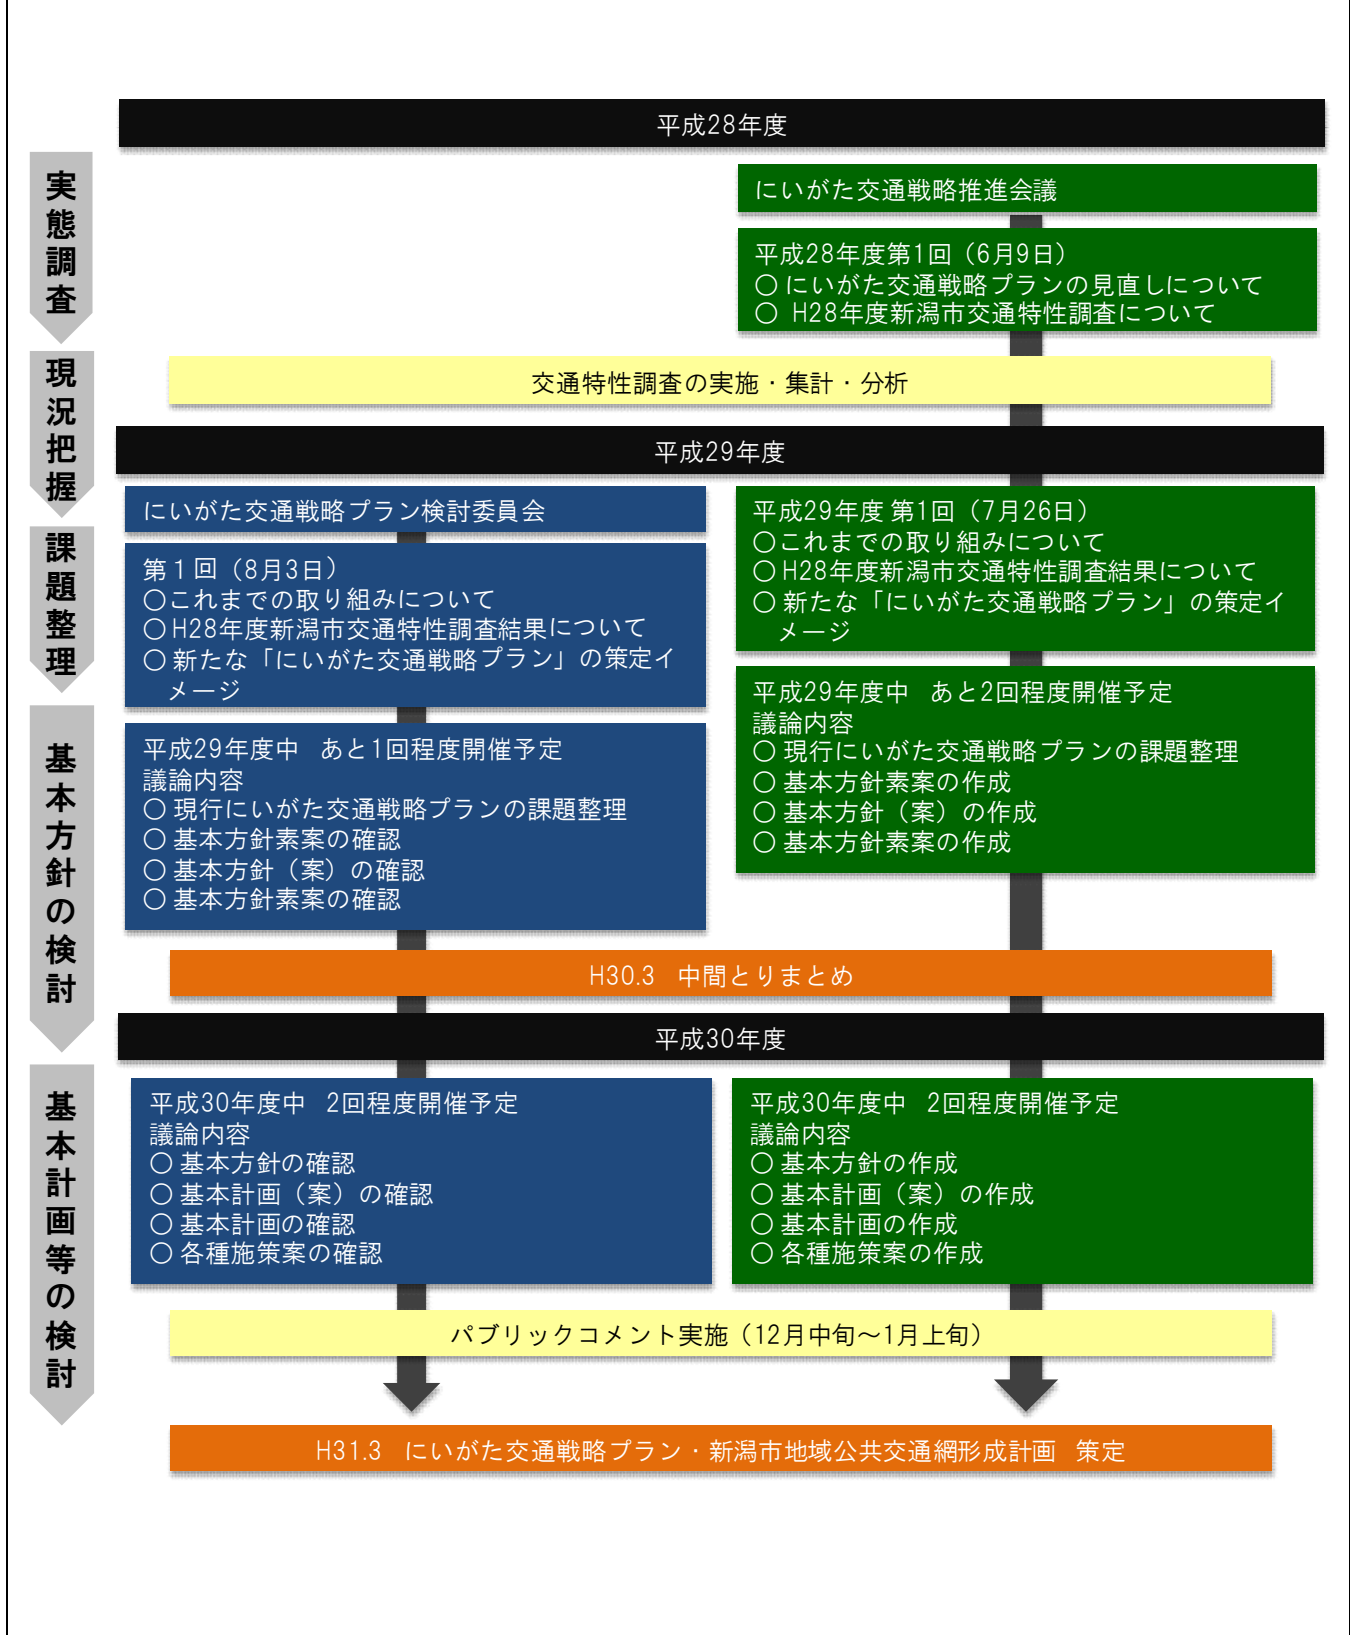 平成28年度
実態調査
にいがた交通戦略推進会議
平成28年度第1回（6月9日）
○にいがた交通戦略プランの見直しについて
○ H28年度新潟市交通特性調査について
現況把握
交通特性調査の実施・集計・分析
平成29年度
にいがた交通戦略プラン検討委員会
課題整理
第１回（8月3日）
○これまでの取り組みについて
○H28年度新潟市交通特性調査結果について
○新たな「にいがた交通戦略プラン」の策定イ
メージ
平成29年度 第1回（7月26日）
○これまでの取り組みについて
○H28年度新潟市交通特性調査結果について
○新たな「にいがた交通戦略プラン」の策定イ
メージ
基本方針の検討
平成29年度中 あと1回程度開催予定
議論内容
○現行にいがた交通戦略プランの課題整理
○基本方針素案の確認
○基本方針（案）の確認
○基本方針素案の確認
平成29年度中 あと2回程度開催予定
議論内容
○現行にいがた交通戦略プランの課題整理
○基本方針素案の作成
○基本方針（案）の作成
○基本方針素案の作成
H30.3 中間とりまとめ
平成30年度
基本計画等の検討
平成30年度中 2回程度開催予定
議論内容
○基本方針の確認
○基本計画（案）の確認
○基本計画の確認
○各種施策案の確認
平成30年度中 2回程度開催予定
議論内容
○基本方針の作成
○基本計画（案）の作成
○基本計画の作成
○各種施策案の作成
パブリックコメント実施（12月中旬～1月上旬）
H31.3 にいがた交通戦略プラン・新潟市地域公共交通網形成計画 策定